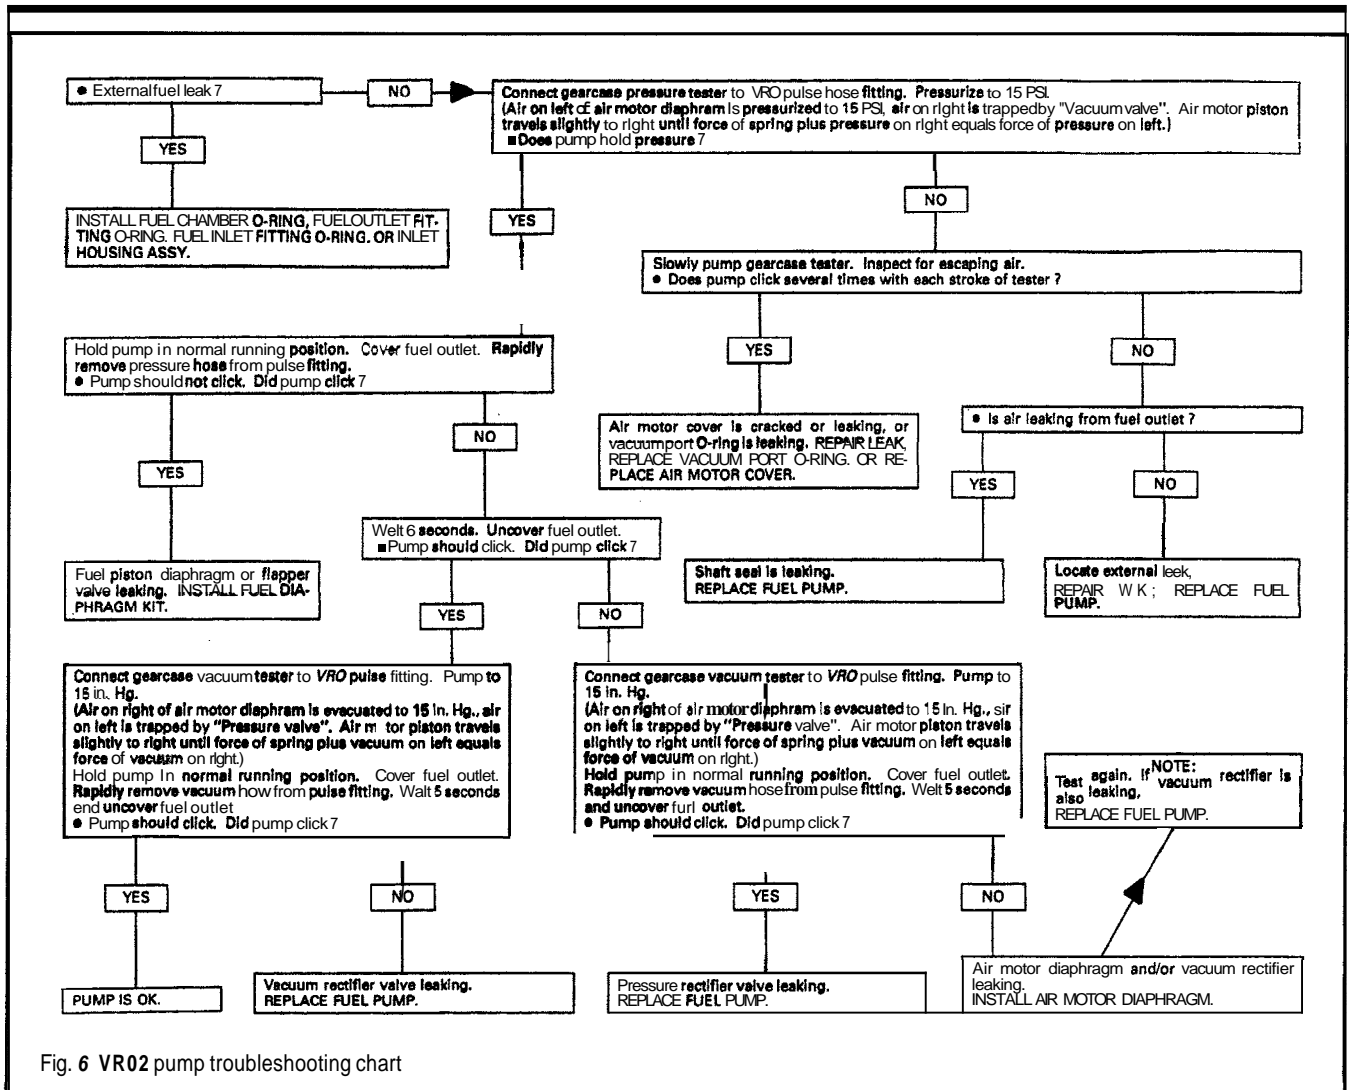 ● External fuel leak 7
NO
Connect gearcase pressure tester to VRO pulse hose fitting. Pressurize to 15 PSI.
(Air on left of air motor diaphram is pressurized to 15 PSI, air on right is trapped by "Vacuum valve". Air motor piston
travels slightly to right until force of spring plus pressure on right equals force of pressure on left.)
■ Does pump hold pressure 7
YES
INSTALL FUEL CHAMBER O-RING, FUEL OUTLET FIT-
TING O-RING. FUEL INLET FITTING O-RING. OR INLET
HOUSING ASSY.
YES
NO
Slowly pump gearcase tester. Inspect for escaping air.
● Does pump click several times with each stroke of tester ?
Hold pump in normal running position. Cover fuel outlet. Rapidly
remove pressure hose from pulse fitting.
● Pump should not click. Did pump click 7
YES
NO
Air motor cover is cracked or leaking, or
vacuum port O-ring is leaking. REPAIR LEAK,
REPLACE VACUUM PORT O-RING. OR RE-
PLACE AIR MOTOR COVER.
● Is air leaking from fuel outlet ?
YES
NO
YES
NO
Welt 6 seconds. Uncover fuel outlet.
■ Pump should click. Did pump click 7
Fuel piston diaphragm or flapper
valve leaking. INSTALL FUEL DIA-
PHRAGM KIT.
Shaft seal is leaking.
REPLACE FUEL PUMP.
Locate external leek,
REPAIR W K ; REPLACE FUEL
PUMP.
YES
NO
Connect gearcase vacuum tester to VRO pulse fitting. Pump to
15 in. Hg.
(Air on right of air motor diaphram is evacuated to 15 In. Hg., air
on left is trapped by "Pressure valve". Air m tor piston travels
slightly to right until force of spring plus vacuum on left equals
force of vacuum on right.)
Hold pump In normal running position. Cover fuel outlet.
Rapidly remove vacuum how from pulse fitting. Walt 5 seconds
end uncover fuel outlet
● Pump should click. Did pump click 7
Connect gearcase vacuum tester to VRO pulse fitting. Pump to
15 in. Hg.
(Air on right of air motor diaphram is evacuated to 15 In. Hg., sir
on left is trapped by "Pressure valve". Air motor piston travels
slightly to right until force of spring plus vacuum on left equals
force of vacuum on right.)
Hold pump in normal running position. Cover fuel outlet.
Rapidly remove vacuum hose from pulse fitting. Welt 5 seconds
and uncover furl outlet.
● Pump should click. Did pump click 7
NOTE:
Test again. If vacuum rectifier is
also leaking,
REPLACE FUEL PUMP.
YES
NO
YES
NO
PUMP IS OK.
Vacuum rectifier valve leaking.
REPLACE FUEL PUMP.
Pressure rectifier valve leaking.
REPLACE FUEL PUMP.
Air motor diaphragm and/or vacuum rectifier
leaking.
INSTALL AIR MOTOR DIAPHRAGM.
Fig. 6 VR02 pump troubleshooting chart